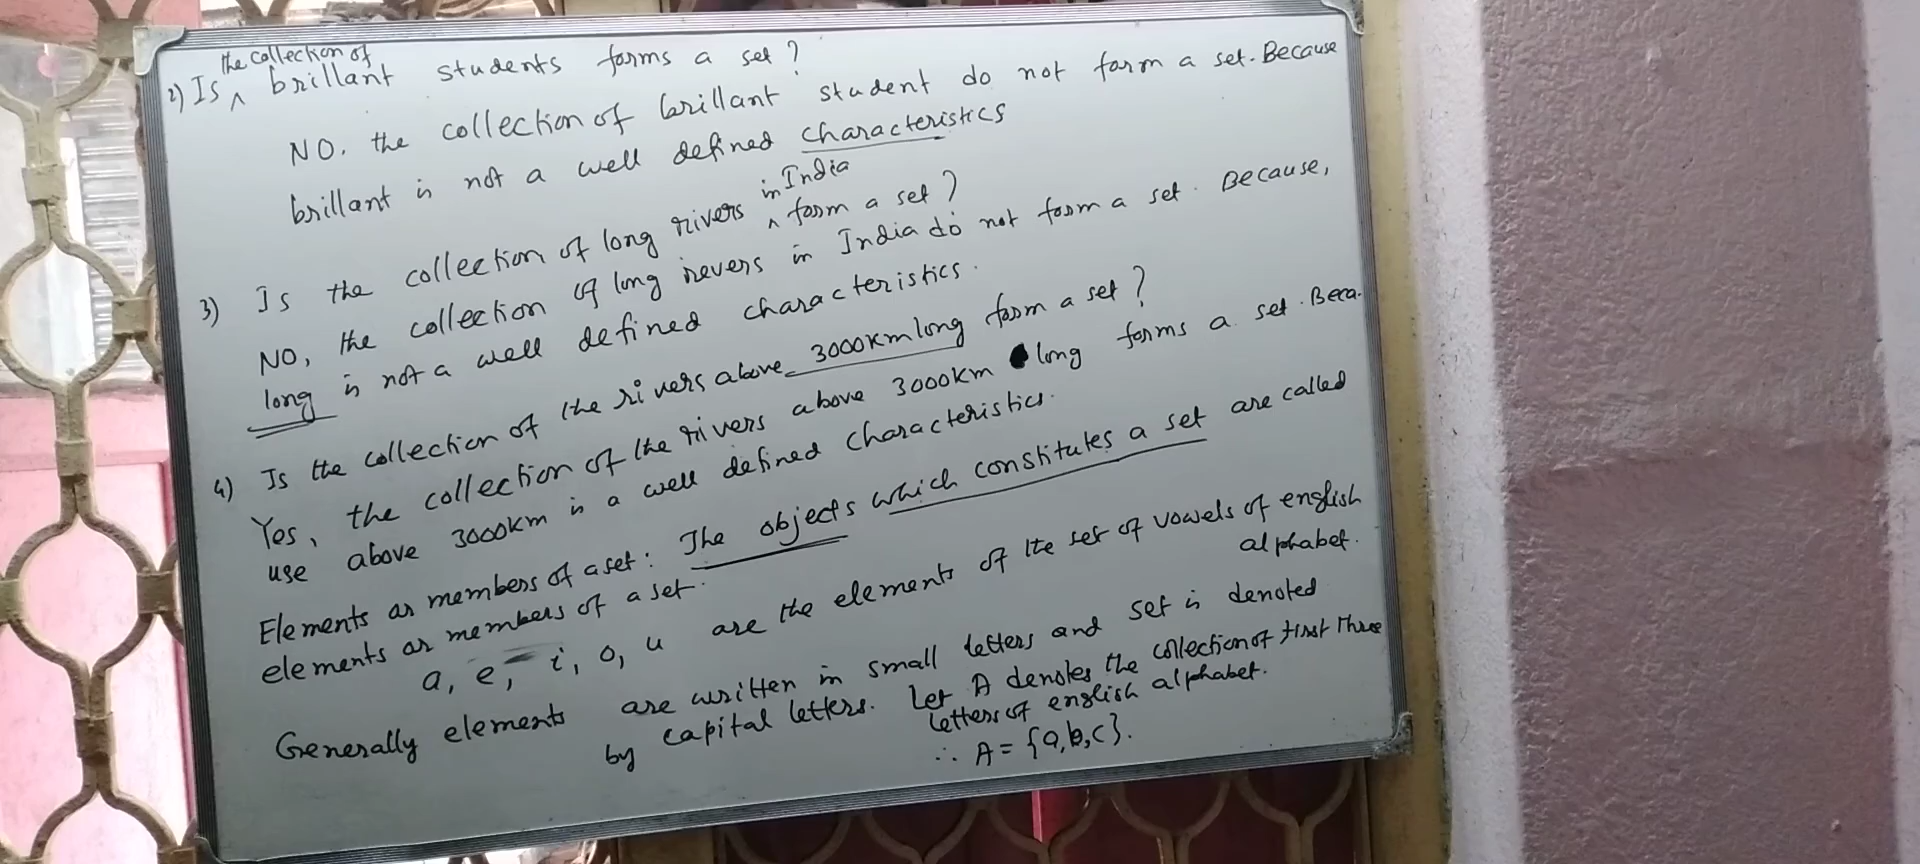 2) Is ^ the collection of brillant students forms a set?
NO. the collection of brillant student do not form a set. Because
brillant is not a well defined characteristics
3) Is the collection of long rivers ^ in India form a set?
NO, the collection of long revers in India do not form a set. Because,
long is not a well defined characteristics.
4) Is the collection of the rivers above 3000km long form a set?
Yes, the collection of the rivers above 3000km long forms a set. Beca-
use above 3000km is a well defined characteristics.
Elements or members of a set: The objects which constitutes a set are called
elements or members of a set.
a, e, i, o, u are the elements of the set of vowels of english
alphabet.
Generally elements are written in small letters and set is denoted
by capital letters. Let A denotes the collection of first three
letters of english alphabet.
∴ A = {a, b, c}.